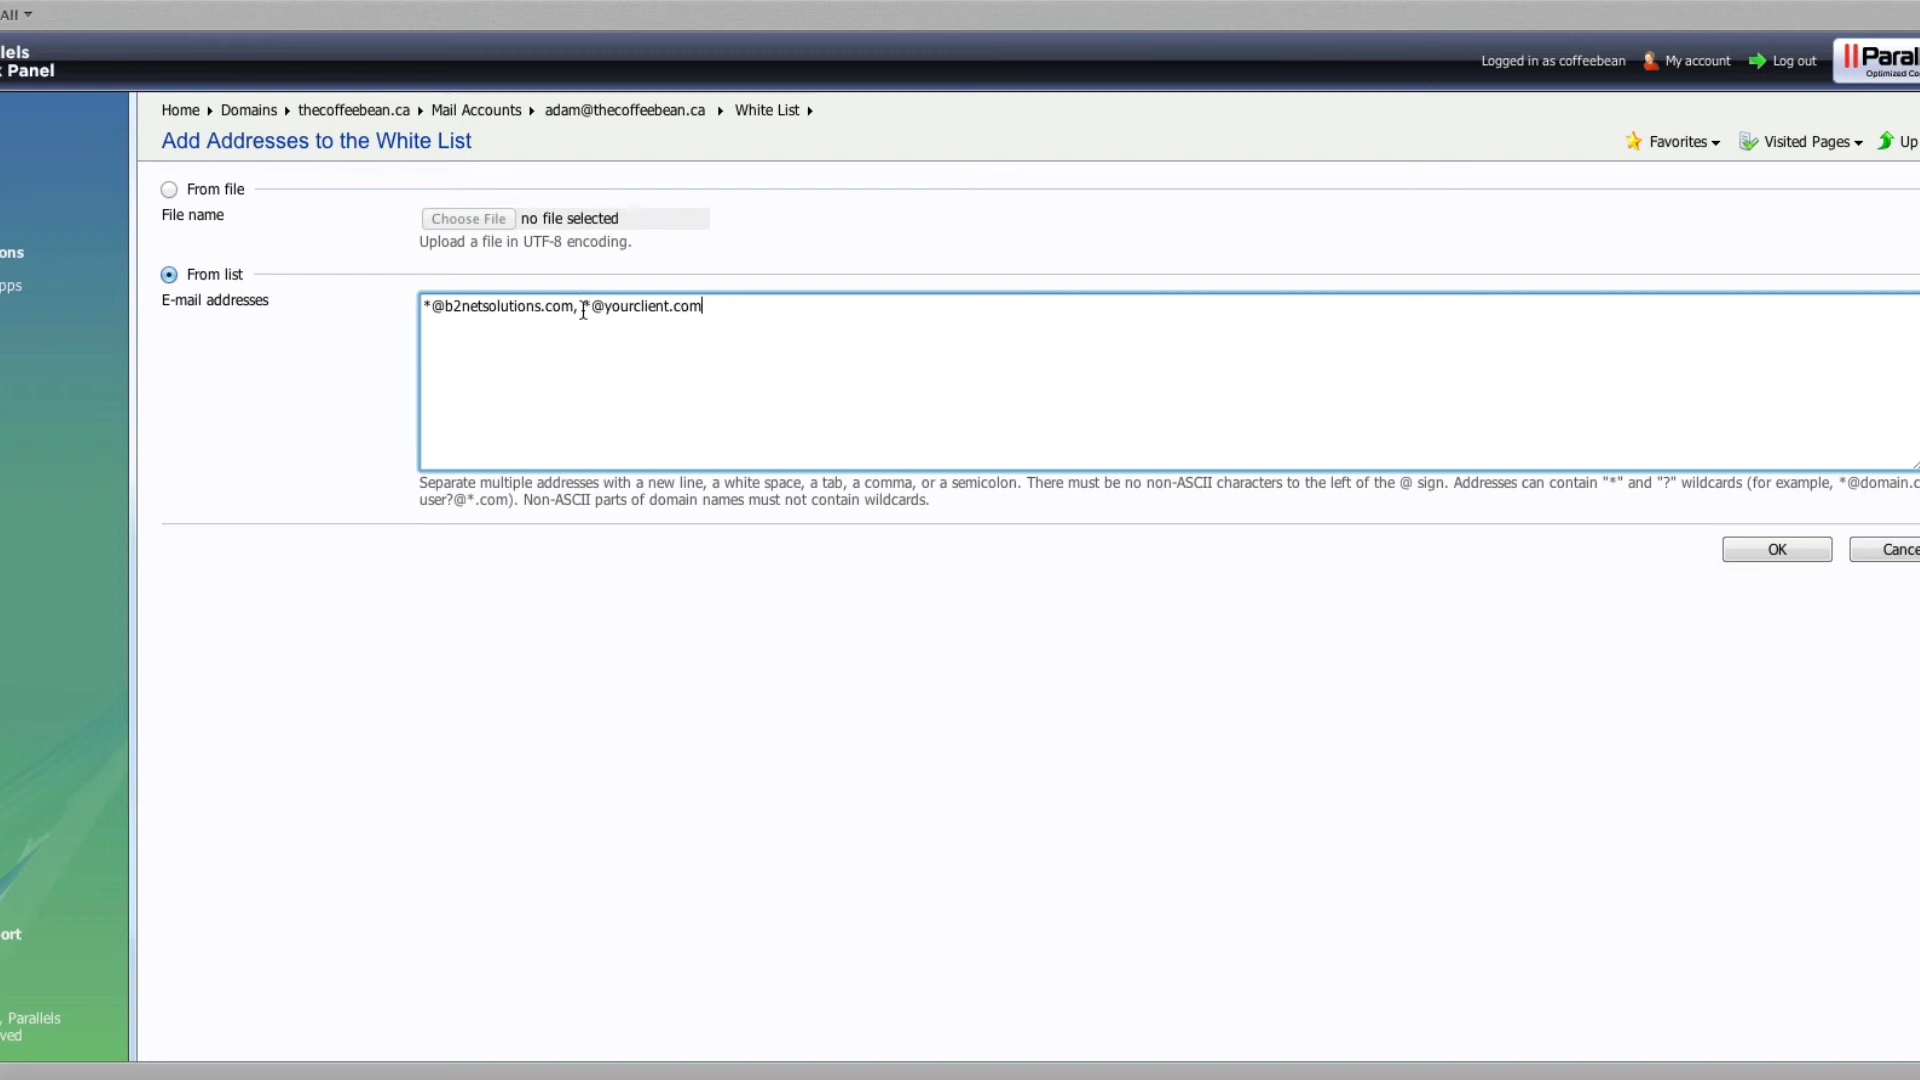 All
llels
Panel
Logged in as coffeebean My account Log out
Paral
Optimized Co
Home Domains thecoffeebean.ca Mail Accounts adam@thecoffeebean.ca White List
Add Addresses to the White List
Favorites Visited Pages Up
From file
File name
Choose File no file selected
Upload a file in UTF-8 encoding.
From list
E-mail addresses
*@b2netsolutions.com, *@yourclient.com
Separate multiple addresses with a new line, a white space, a tab, a comma, or a semicolon. There must be no non-ASCII characters to the left of the @ sign. Addresses can contain "*" and "?" wildcards (for example, *@domain.c
user?@*.com). Non-ASCII parts of domain names must not contain wildcards.
OK Cance
ons
pps
ort
, Parallels
ved